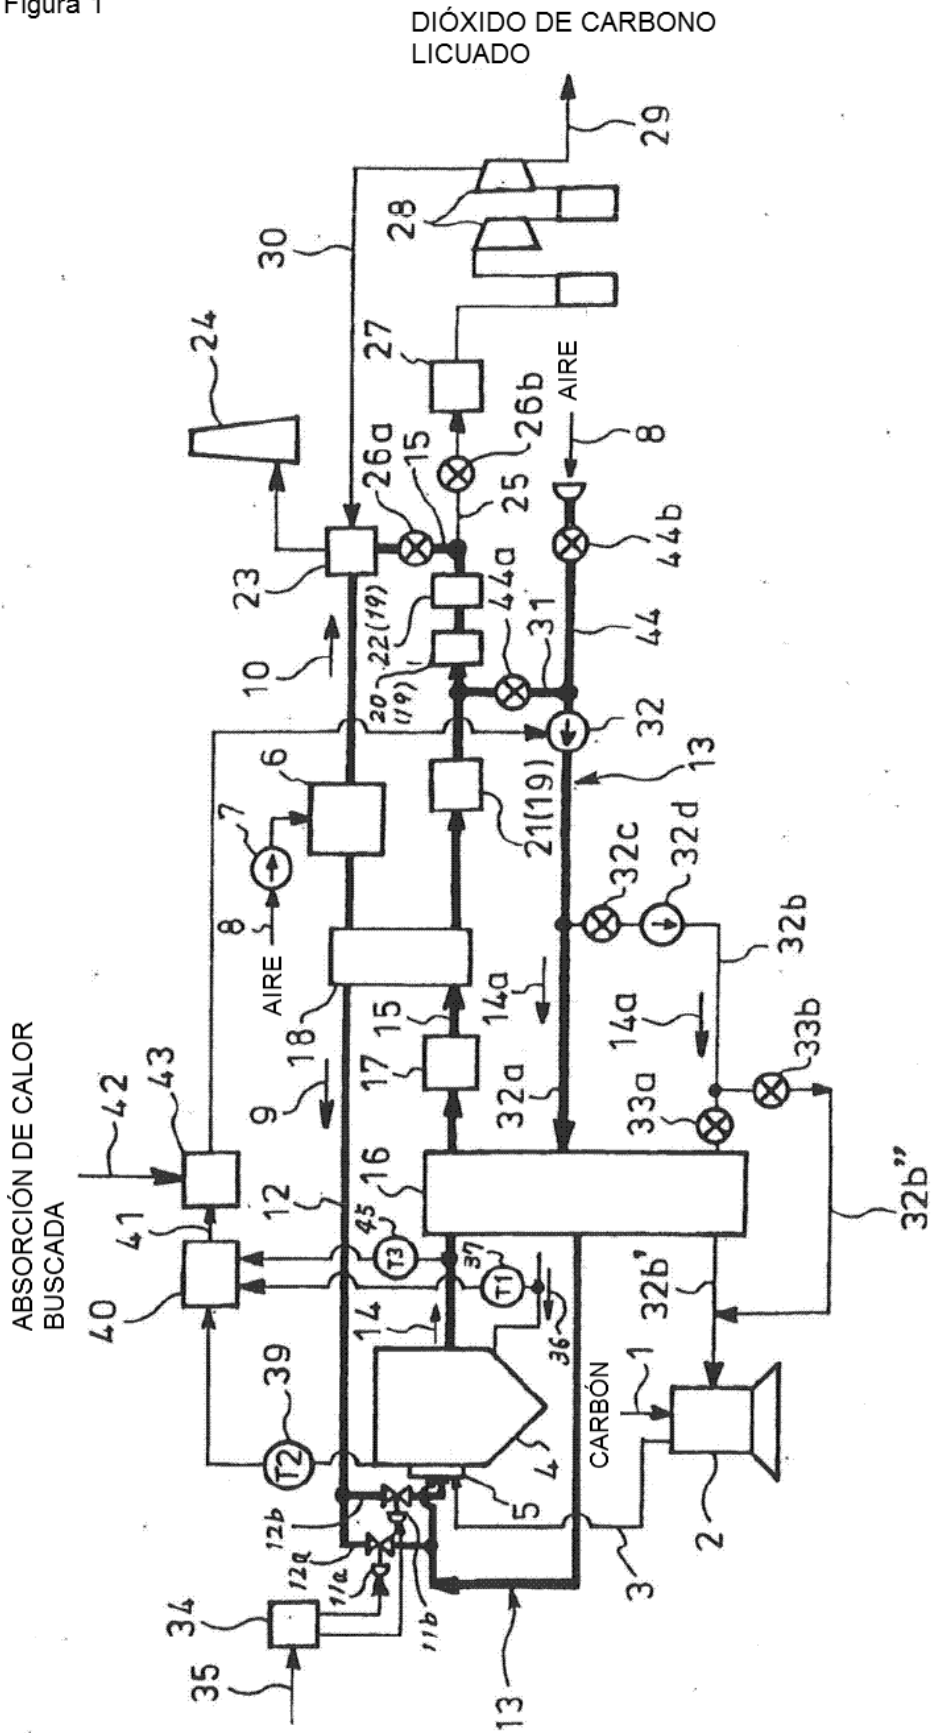 Figura 1
DIÓXIDO DE CARBONO
LICUADO
29
28
30
24
27
AIRE
26b
8
26a
15
25
23
44a
44b
22(19)
31
44
10
20
(19)
32
6
13
7
21(19)
32c
32d
8
AIRE
32b
18
15
14a
14a
17
33b
9
32a
33a
ABSORCIÓN DE CALOR
BUSCADA
42
43
16
12
41
45
T3
37
T1
32b"
40
14
36
32b'
39
T2
CARBÓN
1
4
5
2
12b
12a
11a
11b
3
34
35
13